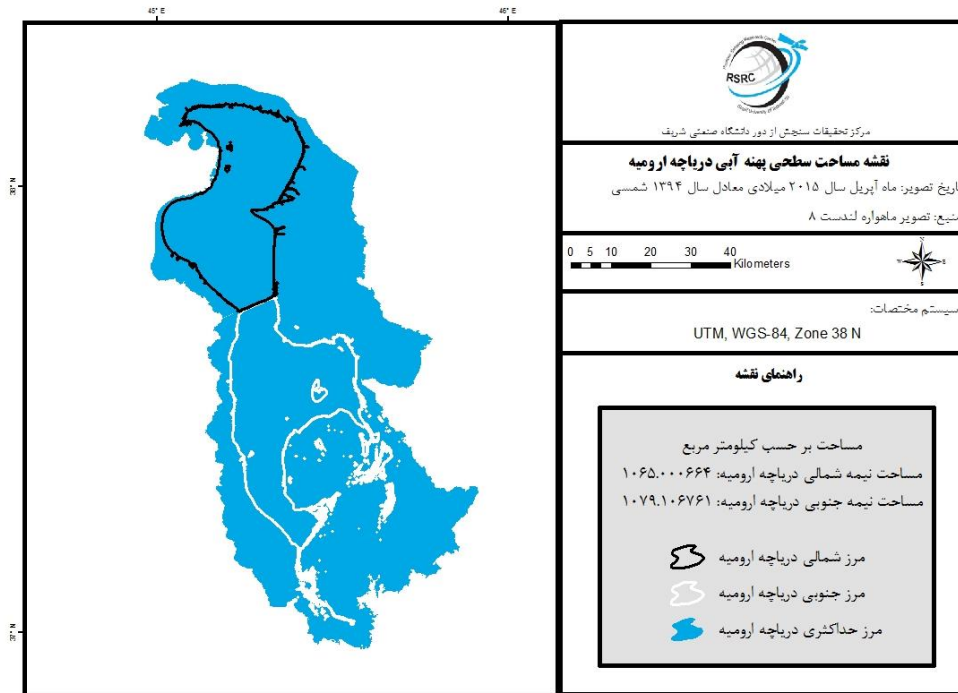 45° E
46° E
38° N
37° N
RSRC
مرکز تحقیقات سنجش از دور دانشگاه صنعتی شریف
نقشه مساحت سطحی پهنه آبی دریاچه ارومیه
تاریخ تصویر: ماه آپریل سال ۲۰۱۵ میلادی معادل سال ۱۳۹۴ شمسی
منبع: تصویر ماهواره لندست ۸
0 5 10 20 30 40
Kilometers
سیستم مختصات:
UTM, WGS-84, Zone 38 N
راهنمای نقشه
مساحت بر حسب کیلومتر مربع
مساحت نیمه شمالی دریاچه ارومیه: ۱۰۶۵.۰۰۰۶۶۴
مساحت نیمه جنوبی دریاچه ارومیه: ۱۰۷۹.۱۰۶۷۶۱
مرز شمالی دریاچه ارومیه
مرز جنوبی دریاچه ارومیه
مرز حداکثری دریاچه ارومیه